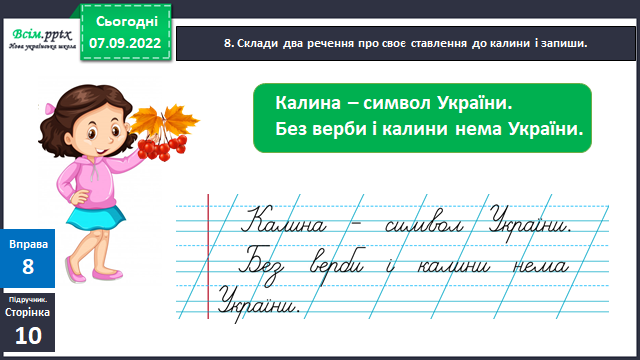 Всім.pptx
Нова українська школа
Сьогодні
07.09.2022
8. Склади два речення про своє ставлення до калини і запиши.
Калина – символ України.
Без верби і калини нема України.
Калина – символ України.
Без верби і калини нема
України.
Вправа
8
Підручник.
Сторінка
10